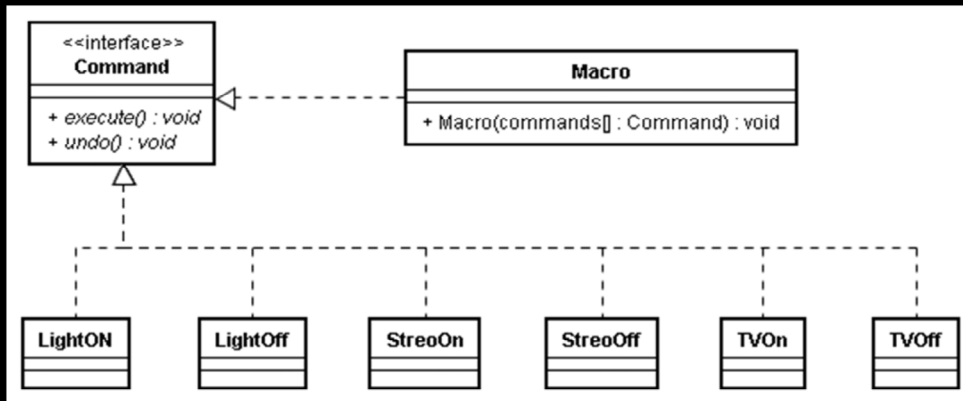 <<interface>>
Command
+ execute() : void
+ undo() : void
Macro
+ Macro(commands[] : Command) : void
LightON
LightOff
StreoOn
StreoOff
TVOn
TVOff